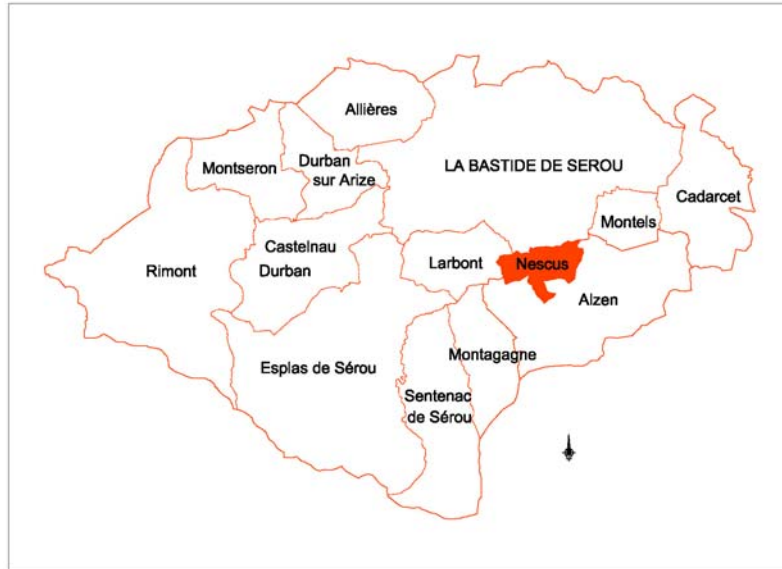 Allières
Durban
sur Arize
Montseron
LA BASTIDE DE SEROU
Cadarcet
Montels
Castelnau
Durban
Rimont
Larbont
Nescus
Alzen
Montagagne
Esplas de Sérou
Sentenac
de Sérou